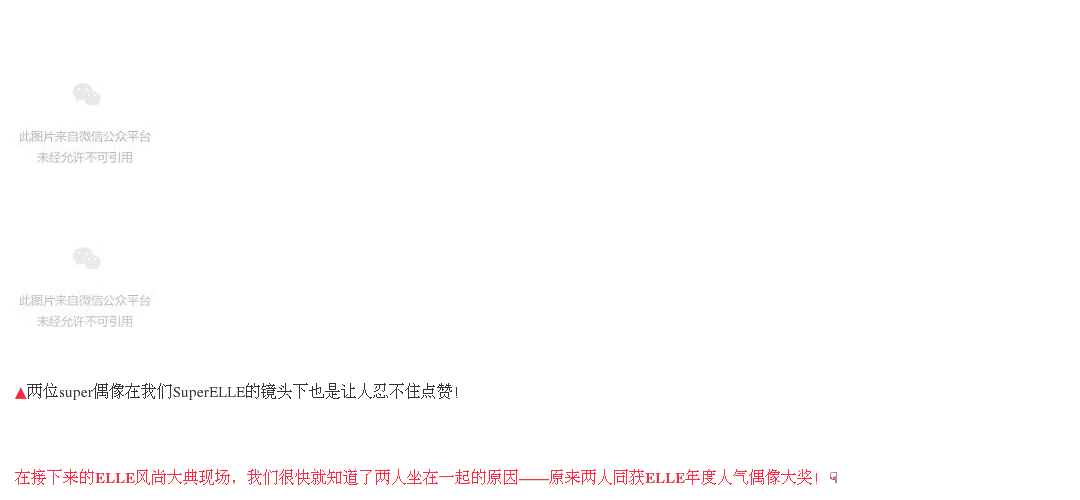 此图片来自微信公众平台
未经允许不可引用
此图片来自微信公众平台
未经允许不可引用
▲两位super偶像在我们SuperELLE的镜头下也是让人忍不住点赞!
在接下来的ELLE风尚大典现场，我们很快就知道了两人坐在一起的原因——原来两人同获ELLE年度人气偶像大奖！☟